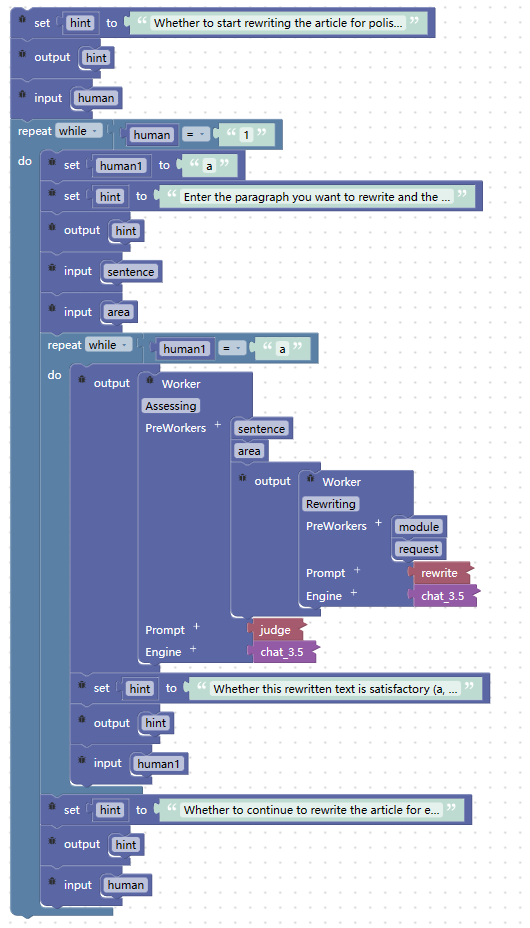 set hint to “ Whether to start rewriting the article for polis... ”
output hint
input human
repeat while human = “ 1 ”
do set human1 to “ a ”
set hint to “ Enter the paragraph you want to rewrite and the ... ”
output hint
input sentence
input area
repeat while human1 = “ a ”
do output Worker
Assessing
PreWorkers + sentence
area
output Worker
Rewriting
PreWorkers + module
request
Prompt + rewrite
Engine + chat_3.5
Prompt + judge
Engine + chat_3.5
set hint to “ Whether this rewritten text is satisfactory (a, ... ”
output hint
input human1
set hint to “ Whether to continue to rewrite the article for e... ”
output hint
input human